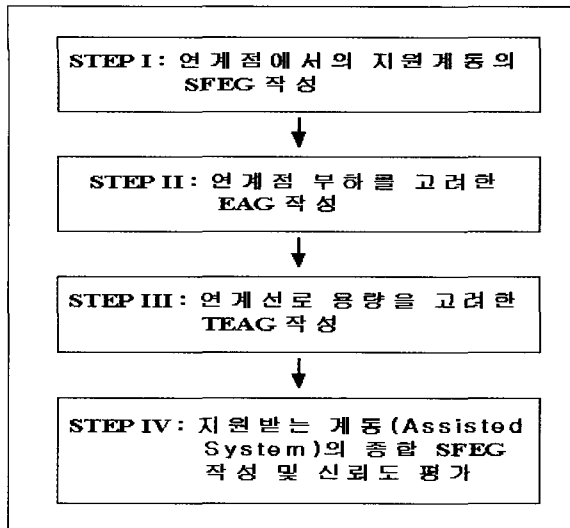 STEP I: 연계점에서의 지원계통의
SFEG 작성
STEP II: 연계점 부하를 고려한
EAG 작성
STEP III: 연계선로 용량을 고려한
TEAG 작성
STEP IV: 지원받는 계통(Assisted
System)의 종합 SFEG
작성 및 신뢰도 평가